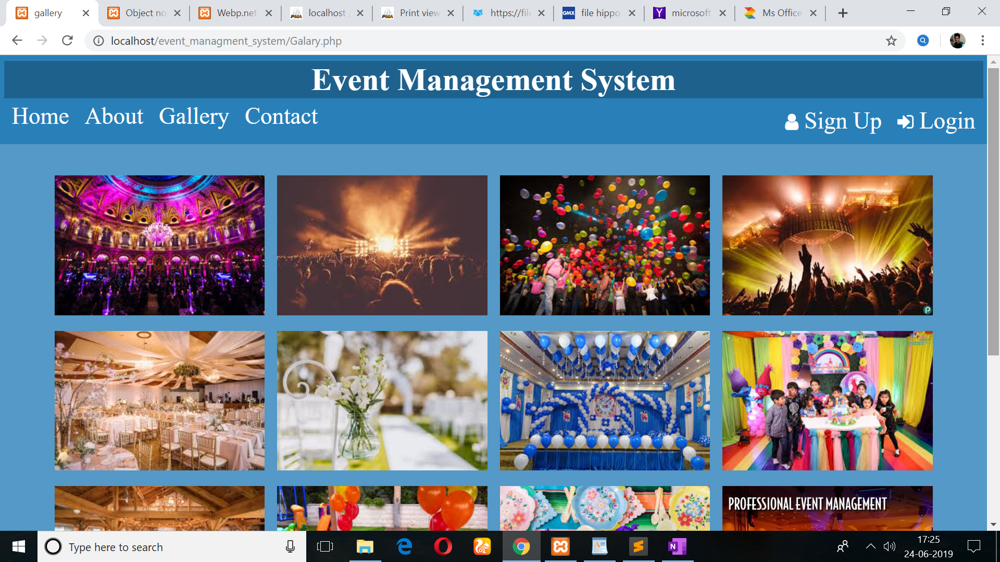 gallery
Object no
Webp.net
localhost /
Print view
https://file
file hippo
microsoft
Ms Office
localhost/event_managment_system/Galary.php
Event Management System
Home About Gallery Contact
Sign Up Login
PROFESSIONAL EVENT MANAGEMENT
Type here to search
17:25
24-06-2019